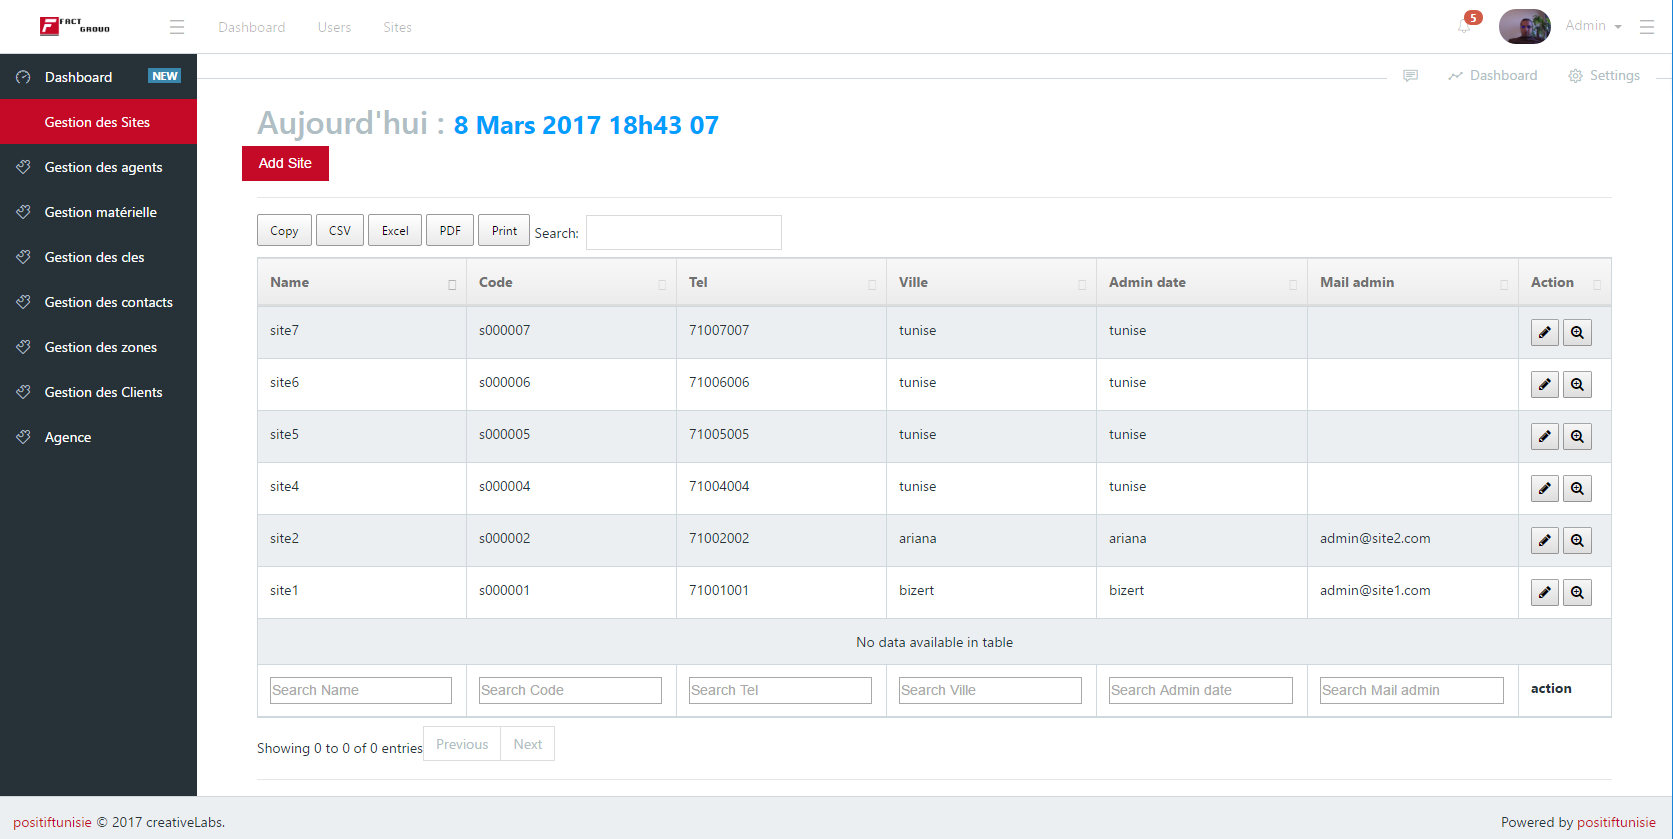 FACT
GROUP
Dashboard Users Sites
5
Admin
Dashboard NEW
Gestion des Sites
Gestion des agents
Gestion matérielle
Gestion des cles
Gestion des contacts
Gestion des zones
Gestion des Clients
Agence
Dashboard Settings
Aujourd'hui : 8 Mars 2017 18h43 07
Add Site
Copy CSV Excel PDF Print Search:
Name Code Tel Ville Admin date Mail admin Action
site7 s000007 71007007 tunise tunise
site6 s000006 71006006 tunise tunise
site5 s000005 71005005 tunise tunise
site4 s000004 71004004 tunise tunise
site2 s000002 71002002 ariana ariana admin@site2.com
site1 s000001 71001001 bizert bizert admin@site1.com
No data available in table
Search Name Search Code Search Tel Search Ville Search Admin date Search Mail admin action
Showing 0 to 0 of 0 entries Previous Next
positiftunisie © 2017 creativeLabs. Powered by positiftunisie